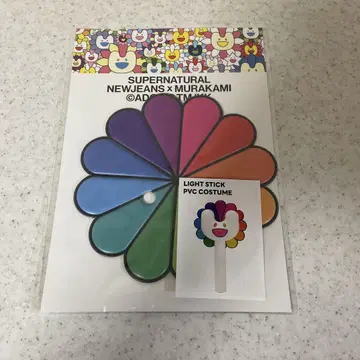 SUPERNATURAL
NEWJEANS × MURAKAMI
LIGHT STICK
PVC COSTUME